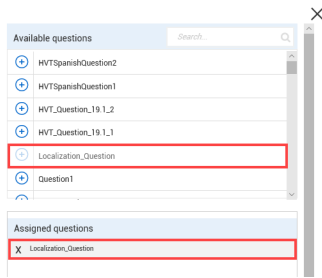 Available questions
Search...
HVTSpanishQuestion2
HVTSpanishQuestion1
HVT_Question_19.1_2
HVT_Question_19.1_1
Localization_Question
Question1
Assigned questions
X Localization_Question